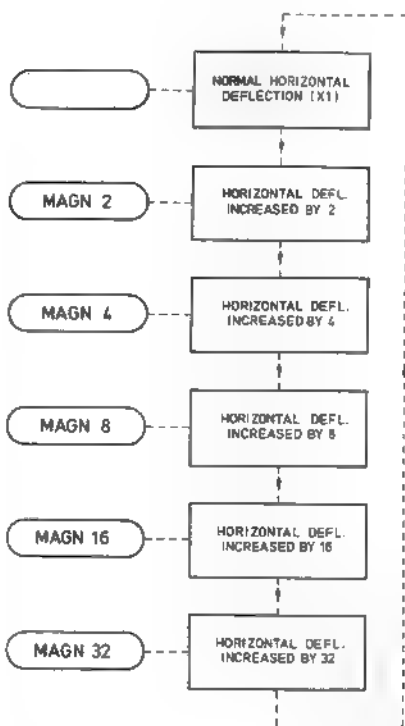 NORMAL HORIZONTAL
DEFLECTION (X1)
MAGN 2
HORIZONTAL DEFL.
INCREASED BY 2
MAGN 4
HORIZONTAL DEFL.
INCREASED BY 4
MAGN 8
HORIZONTAL DEFL.
INCREASED BY 8
MAGN 16
HORIZONTAL DEFL.
INCREASED BY 16
MAGN 32
HORIZONTAL DEFL.
INCREASED BY 32